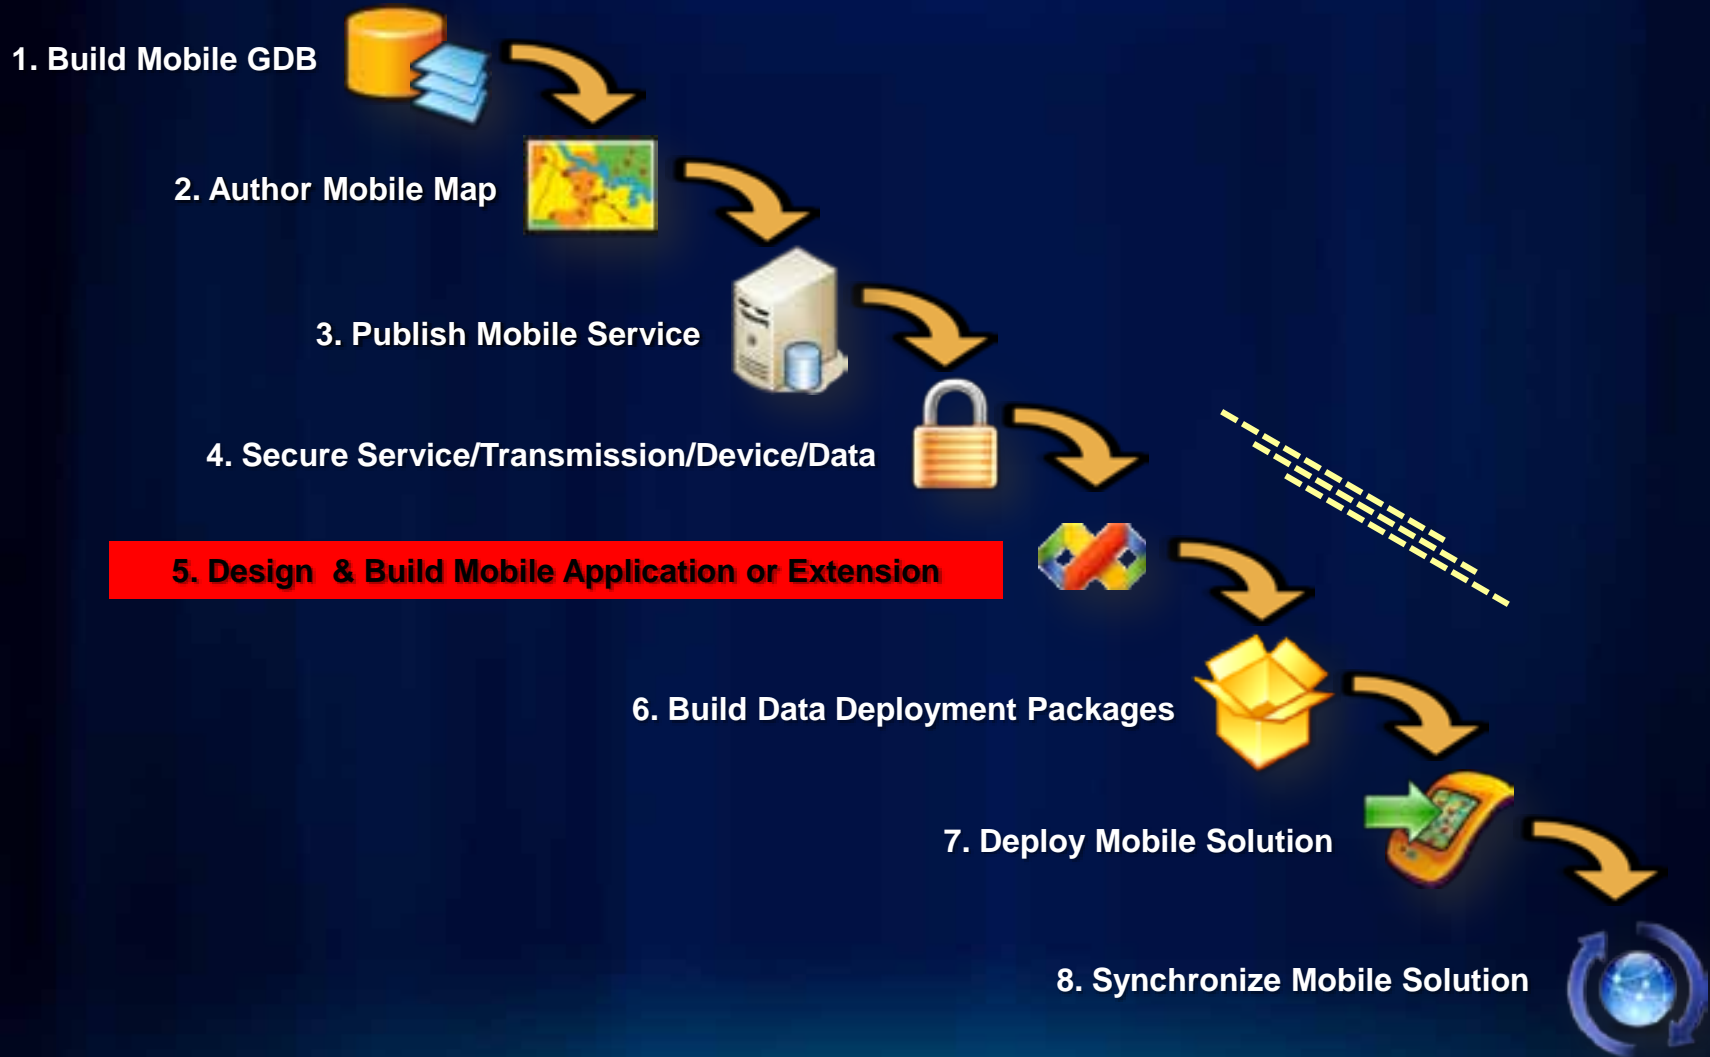 1. Build Mobile GDB
2. Author Mobile Map
3. Publish Mobile Service
4. Secure Service/Transmission/Device/Data
5. Design & Build Mobile Application or Extension
6. Build Data Deployment Packages
7. Deploy Mobile Solution
8. Synchronize Mobile Solution